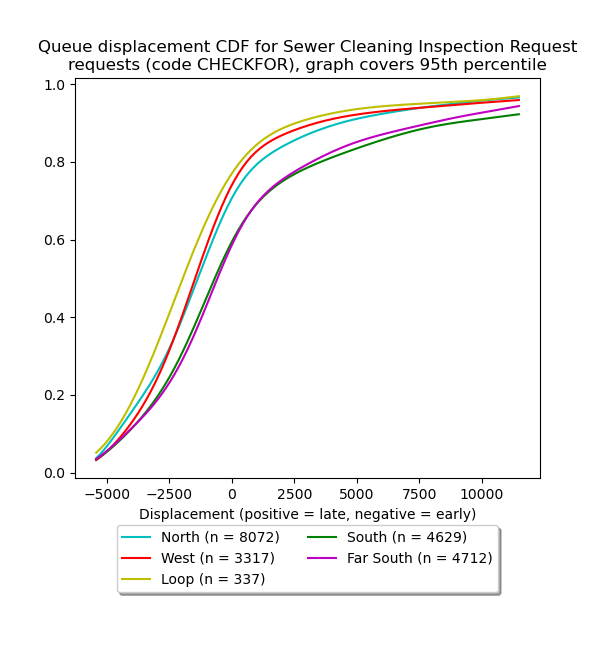 Queue displacement CDF for Sewer Cleaning Inspection Request
requests (code CHECKFOR), graph covers 95th percentile
1.0
0.8
0.6
0.4
0.2
0.0
−5000 −2500 0 2500 5000 7500 10000
Displacement (positive = late, negative = early)
North (n = 8072) South (n = 4629)
West (n = 3317) Far South (n = 4712)
Loop (n = 337)